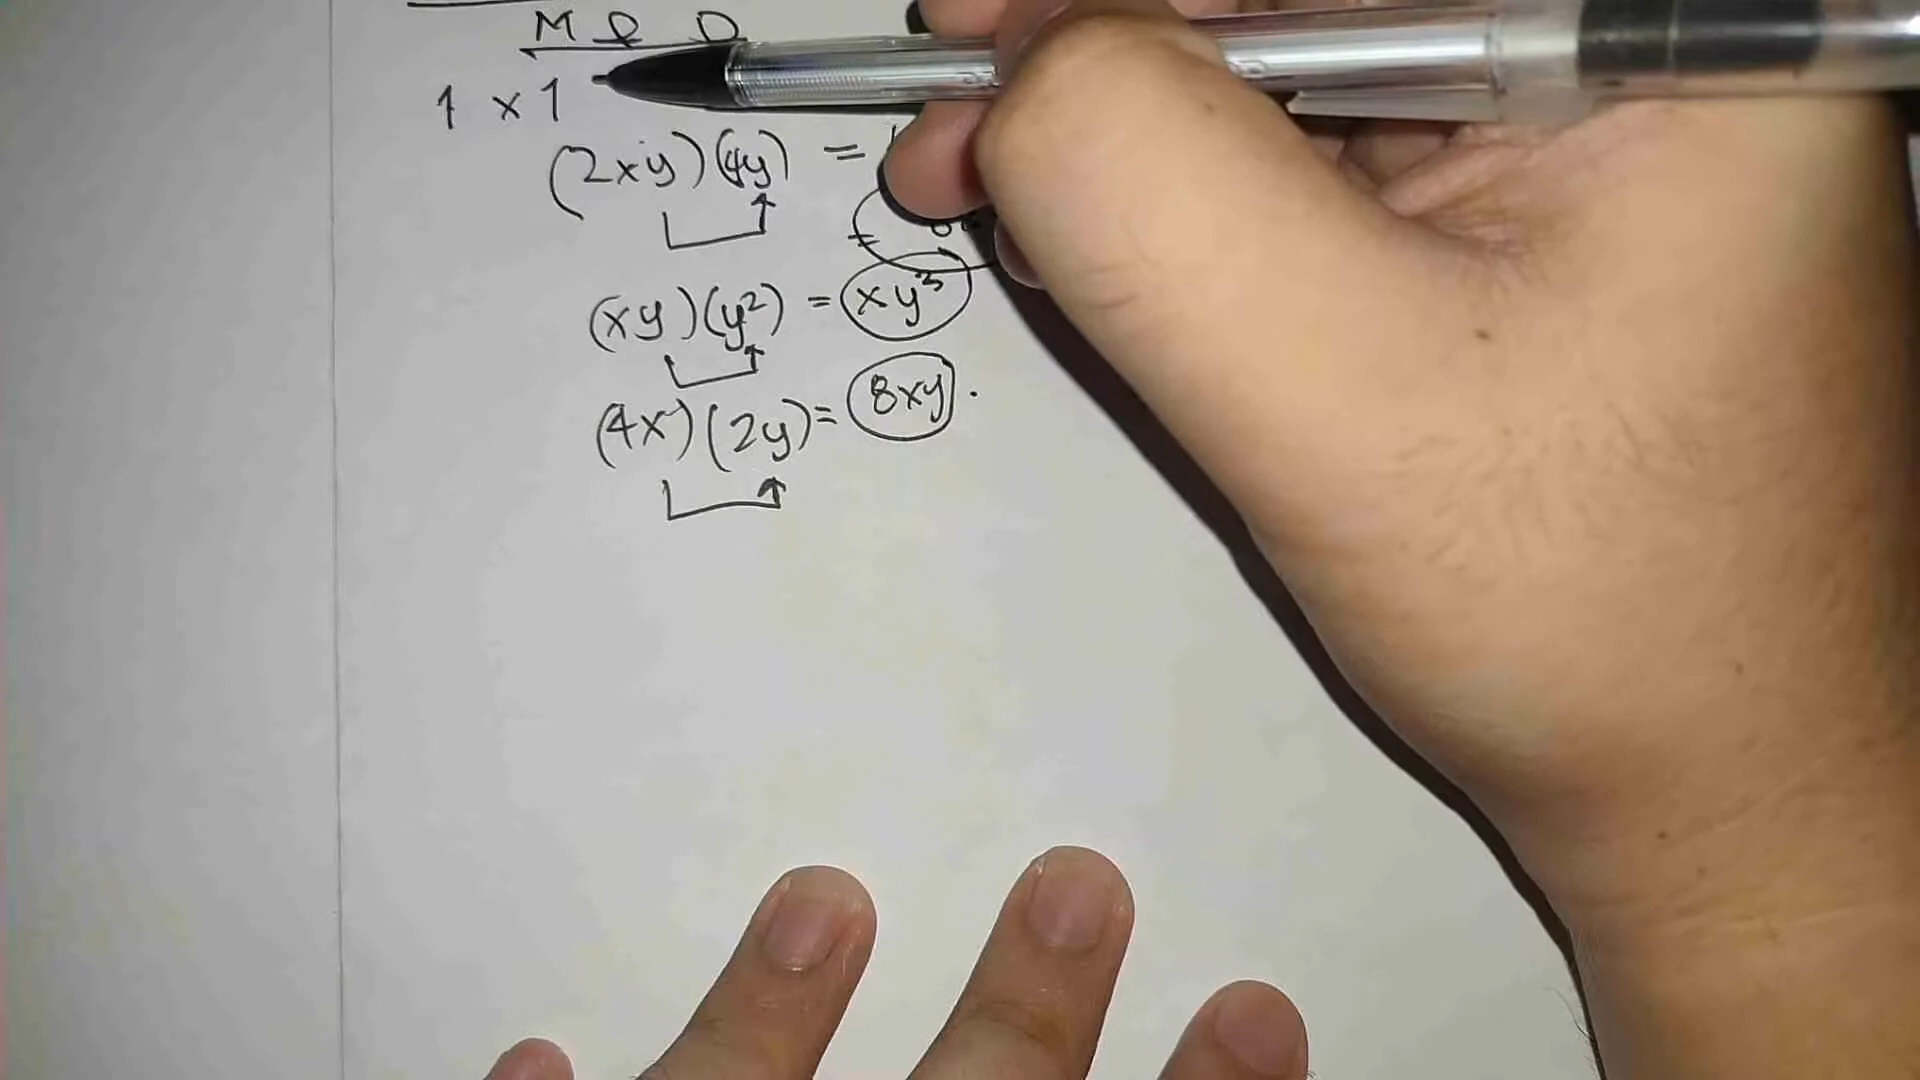 M & D
1 x 1
(2xy)(4y) =
=
(xy)(y²) = xy³
(4x)(2y) = 8xy.